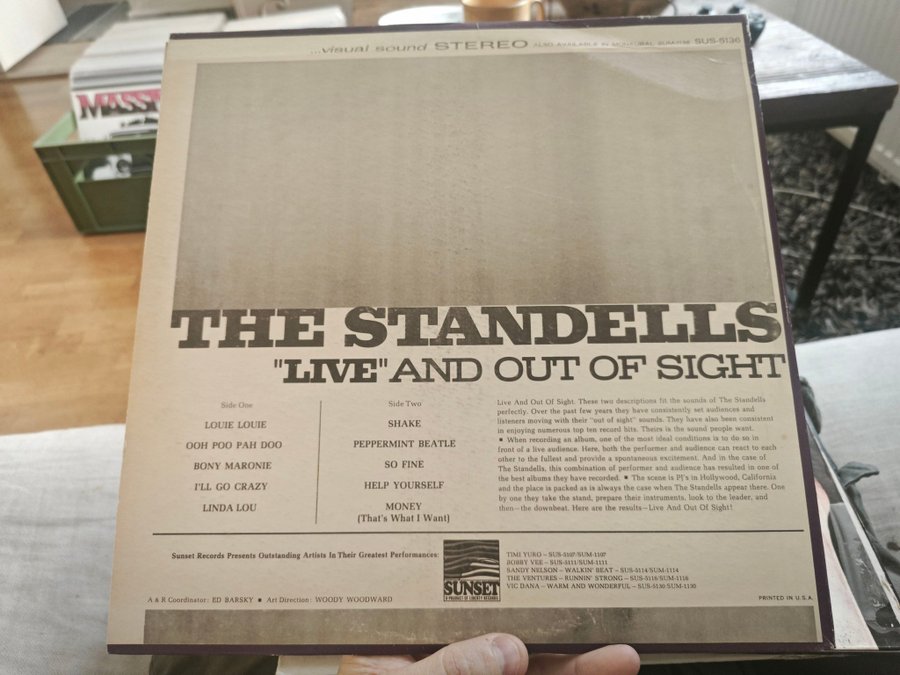 MASS
...visual sound STEREO ALSO AVAILABLE IN MONAURAL SUM-1136 SUS-5136
THE STANDELLS
"LIVE" AND OUT OF SIGHT
Side One
LOUIE LOUIE
OOH POO PAH DOO
BONY MARONIE
I'LL GO CRAZY
LINDA LOU
Side Two
SHAKE
PEPPERMINT BEATLE
SO FINE
HELP YOURSELF
MONEY
(That's What I Want)
Live And Out Of Sight. These two descriptions fit the sounds of The Standells
perfectly. Over the past few years they have consistently set audiences and
listeners moving with their "out of sight" sounds. They have also been consistent
in enjoying numerous top ten record hits. Theirs is the sound people want.
■ When recording an album, one of the most ideal conditions is to do so in
front of a live audience. Here, both the performer and audience can react to each
other to the fullest and provide a spontaneous excitement. And in the case of
The Standells, this combination of performer and audience has resulted in one of
the best albums they have recorded. ■ The scene is PJ's in Hollywood, California
and the place is packed as is always the case when The Standells appear there. One
by one they take the stand, prepare their instruments, look to the leader, and
then—the downbeat. Here are the results—Live And Out Of Sight!
Sunset Records Presents Outstanding Artists In Their Greatest Performances:
SUNSET
A PRODUCT OF LIBERTY RECORDS
TIMI YURO – SUS-5107/SUM-1107
BOBBY VEE – SUS-5111/SUM-1111
SANDY NELSON – WALKIN' BEAT – SUS-5114/SUM-1114
THE VENTURES – RUNNIN' STRONG – SUS-5116/SUM-1116
VIC DANA – WARM AND WONDERFUL – SUS-5130/SUM-1130
A & R Coordinator: ED BARSKY ■ Art Direction: WOODY WOODWARD
PRINTED IN U.S.A.